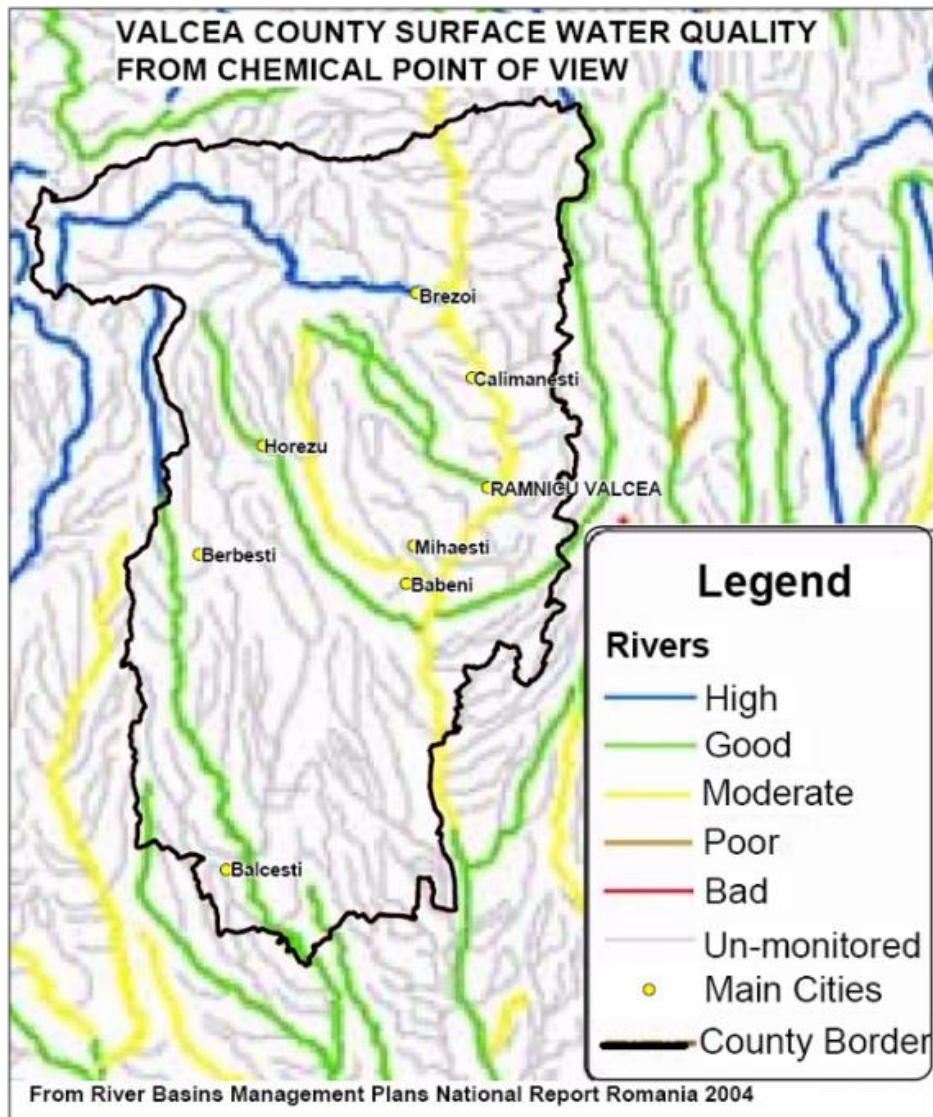 VALCEA COUNTY SURFACE WATER QUALITY
FROM CHEMICAL POINT OF VIEW
Brezoi
Calimanesti
Horezu
RAMNICU VALCEA
Mihaesti
Berbesti
Babeni
Balcesti
Legend
Rivers
High
Good
Moderate
Poor
Bad
Un-monitored
Main Cities
County Border
From River Basins Management Plans National Report Romania 2004